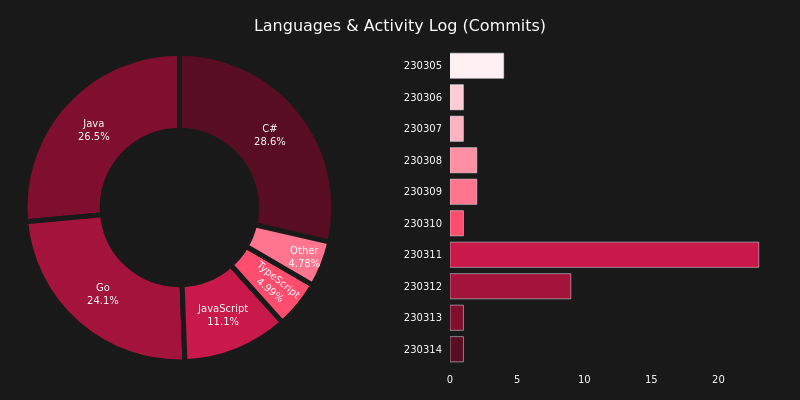 Languages & Activity Log (Commits)
Java
26.5%
C#
28.6%
Other
4.78%
TypeScript
4.99%
JavaScript
11.1%
Go
24.1%
230305
230306
230307
230308
230309
230310
230311
230312
230313
230314
0 5 10 15 20